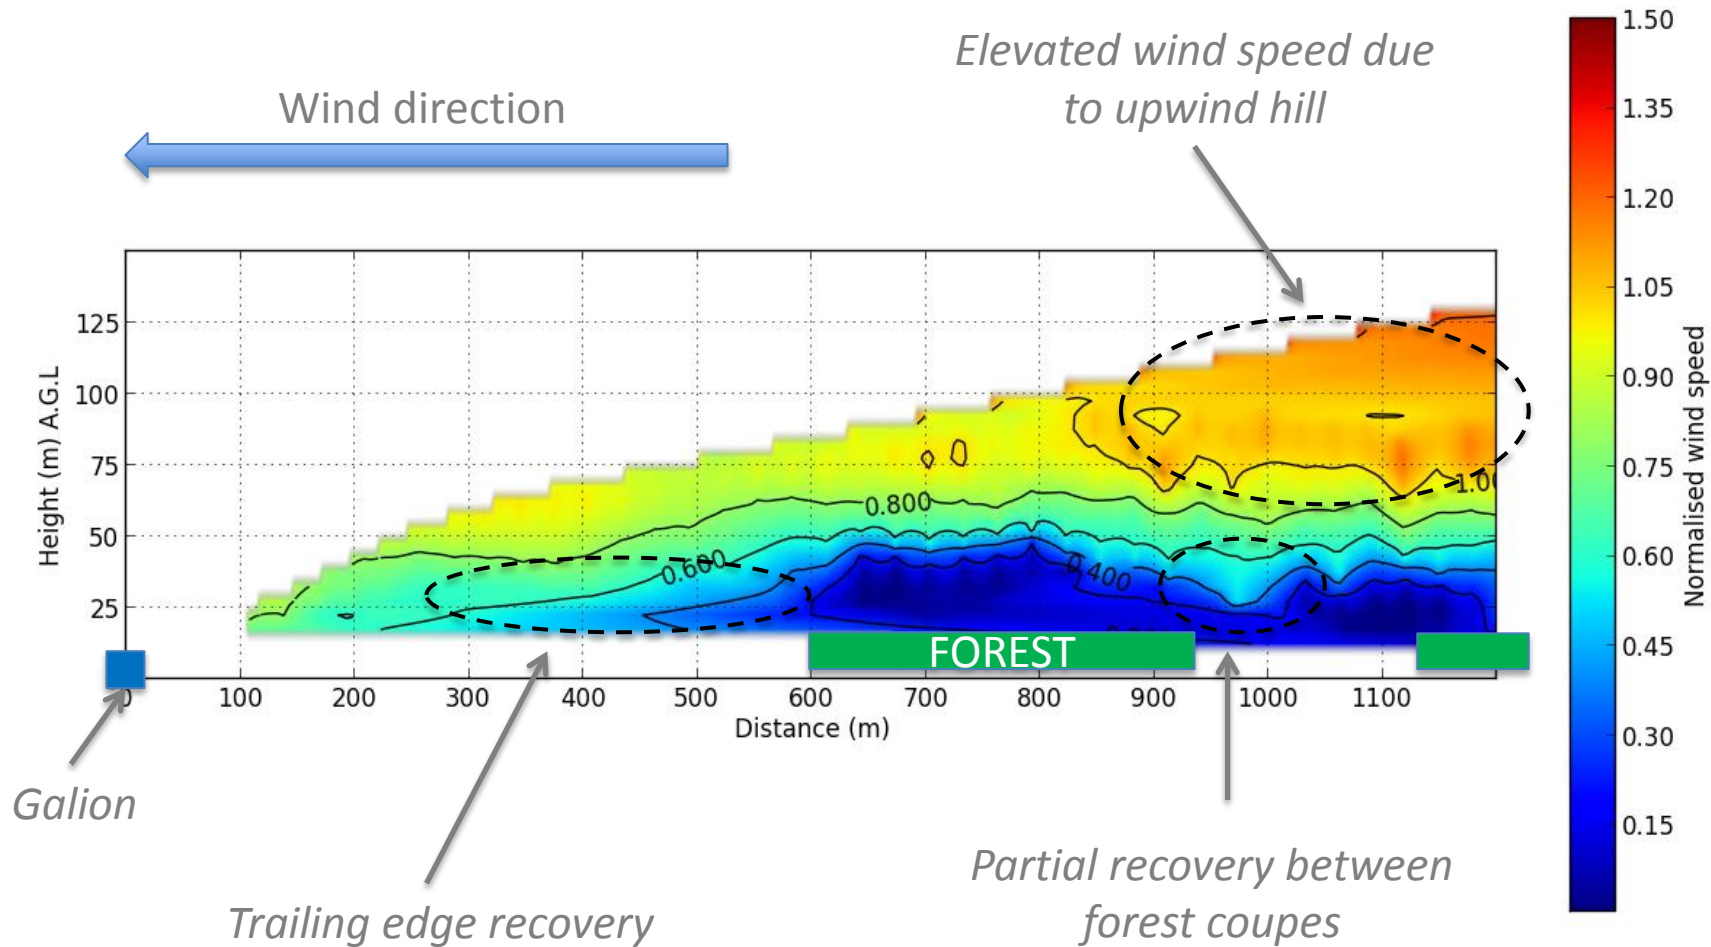 Elevated wind speed due
to upwind hill
Wind direction
1.50
1.35
1.20
1.05
0.90
0.75
0.60
0.45
0.30
0.15
Normalised wind speed
125
100
75
50
25
Height (m) A.G.L
0.800
1.00
0.600
0.400
FOREST
0 100 200 300 400 500 600 700 800 900 1000 1100
Distance (m)
Galion
Trailing edge recovery
Partial recovery between
forest coupes